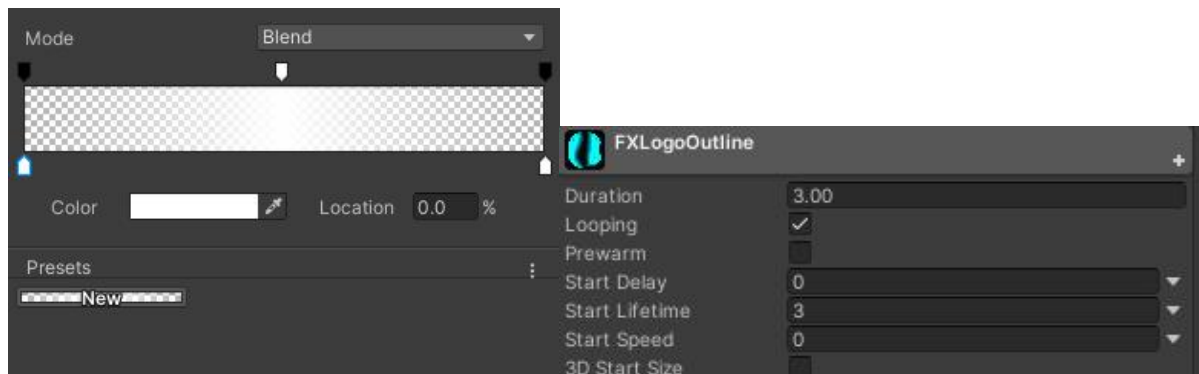 Mode Blend
Color Location 0.0 %
Presets
New
FXLogoOutline
Duration 3.00
Looping
Prewarm
Start Delay 0
Start Lifetime 3
Start Speed 0
3D Start Size